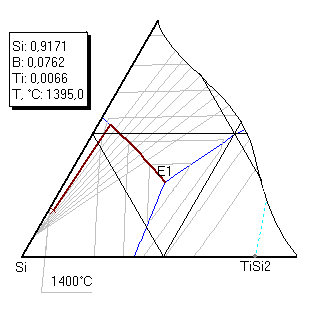 Si: 0,9171
B: 0,0762
Ti: 0,0066
T, °C: 1395,0
E1
Si
TiSi2
1400°C